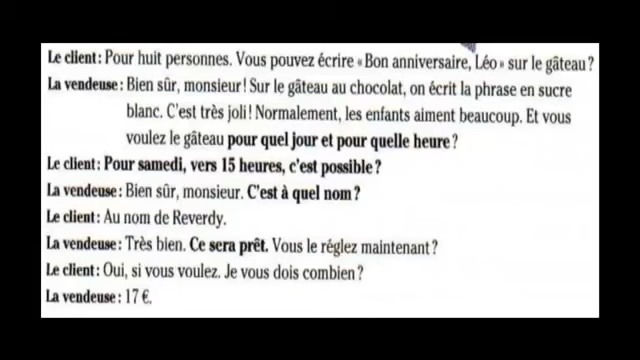 Le client : Pour huit personnes. Vous pouvez écrire « Bon anniversaire, Léo » sur le gâteau ?
La vendeuse : Bien sûr, monsieur ! Sur le gâteau au chocolat, on écrit la phrase en sucre
blanc. C'est très joli ! Normalement, les enfants aiment beaucoup. Et vous
voulez le gâteau pour quel jour et pour quelle heure ?
Le client : Pour samedi, vers 15 heures, c'est possible ?
La vendeuse : Bien sûr, monsieur. C'est à quel nom ?
Le client : Au nom de Reverdy.
La vendeuse : Très bien. Ce sera prêt. Vous le réglez maintenant ?
Le client : Oui, si vous voulez. Je vous dois combien ?
La vendeuse : 17 €.